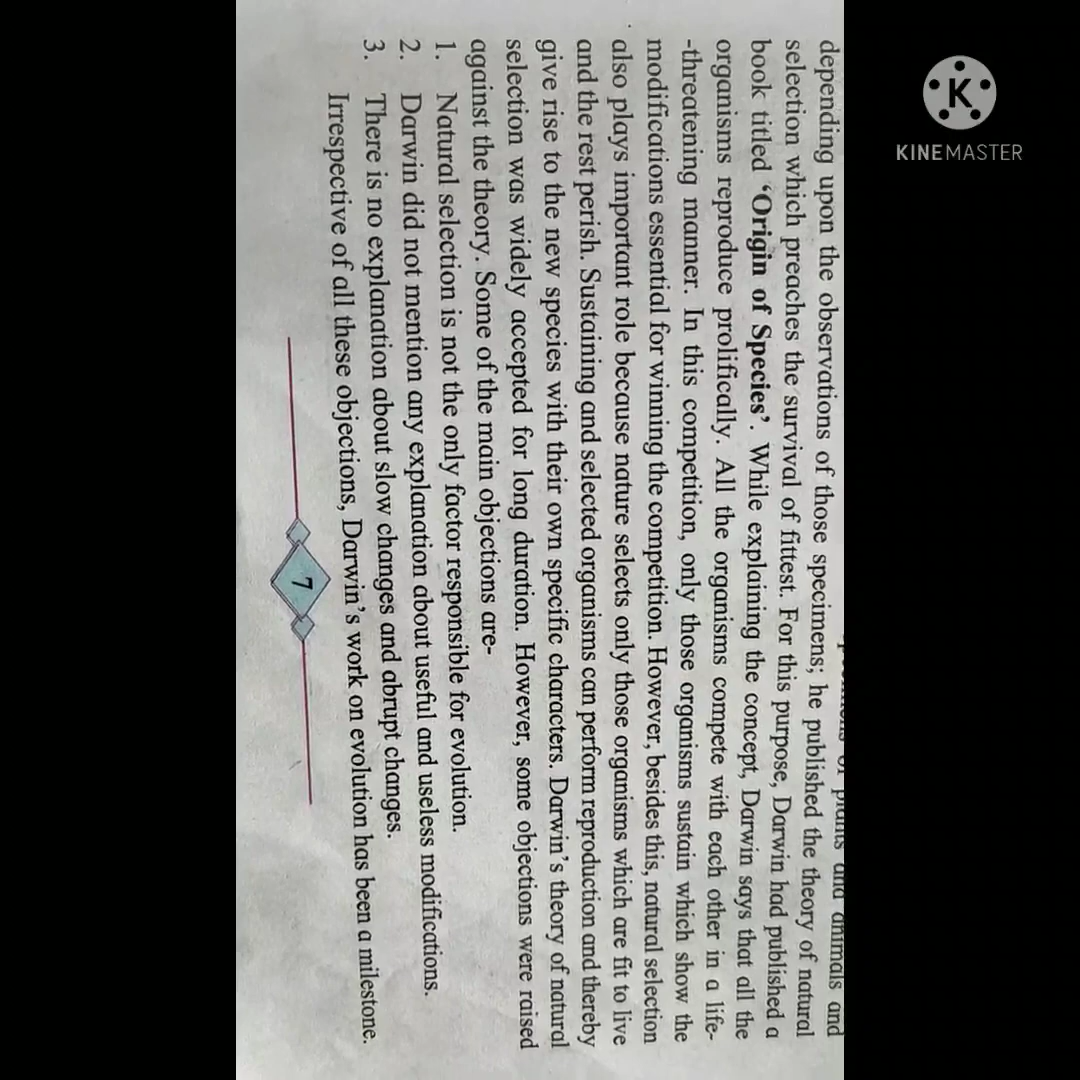 plants and animals and
depending upon the observations of those specimens; he published the theory of natural
selection which preaches the survival of fittest. For this purpose, Darwin had published a
book titled ‘Origin of Species’. While explaining the concept, Darwin says that all the
organisms reproduce prolifically. All the organisms compete with each other in a life-
-threatening manner. In this competition, only those organisms sustain which show the
modifications essential for winning the competition. However, besides this, natural selection
also plays important role because nature selects only those organisms which are fit to live
and the rest perish. Sustaining and selected organisms can perform reproduction and thereby
give rise to the new species with their own specific characters. Darwin’s theory of natural
selection was widely accepted for long duration. However, some objections were raised
against the theory. Some of the main objections are-
1. Natural selection is not the only factor responsible for evolution.
2. Darwin did not mention any explanation about useful and useless modifications.
3. There is no explanation about slow changes and abrupt changes.
Irrespective of all these objections, Darwin’s work on evolution has been a milestone.
7
K
KINEMASTER